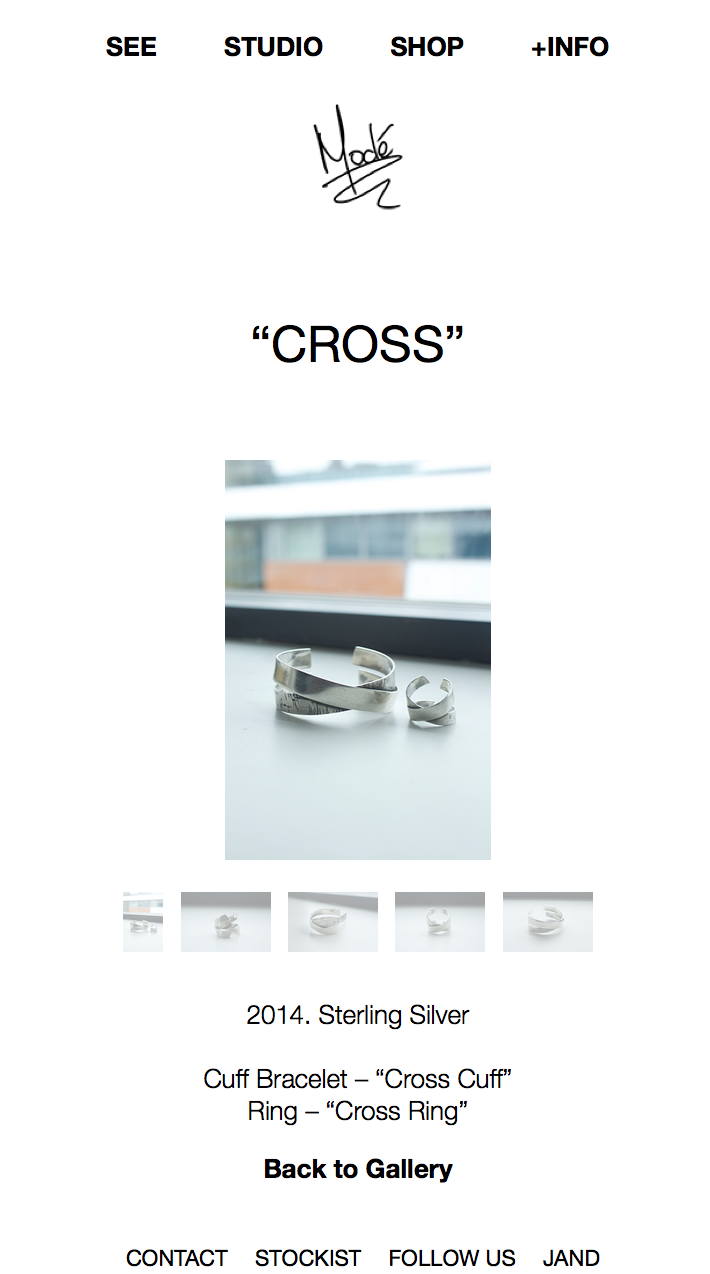 SEE STUDIO SHOP +INFO
Modé
“CROSS”
2014. Sterling Silver
Cuff Bracelet – “Cross Cuff”
Ring – “Cross Ring”
Back to Gallery
CONTACT STOCKIST FOLLOW US JAND